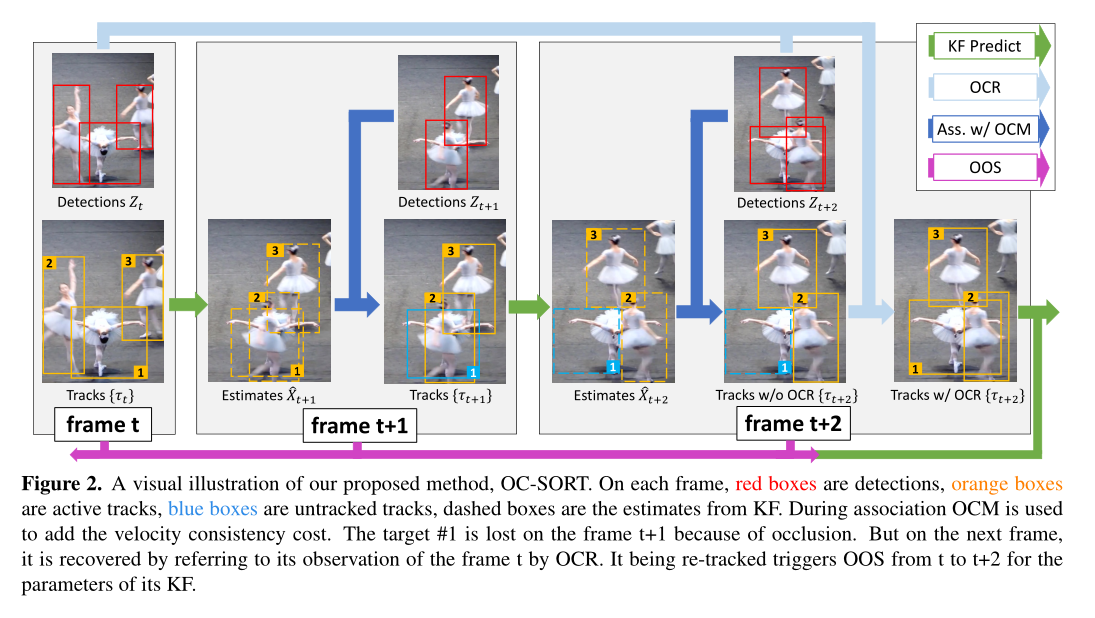 KF Predict
OCR
Ass. w/ OCM
OOS
Detections Z_t
Detections Z_{t+1}
Detections Z_{t+2}
2
3
1
3
2
1
3
2
1
3
2
1
3
2
1
3
2
1
Tracks {τ_t}
Estimates X̂_{t+1}
Tracks {τ_{t+1}}
Estimates X̂_{t+2}
Tracks w/o OCR {τ_{t+2}}
Tracks w/ OCR {τ_{t+2}}
frame t
frame t+1
frame t+2
Figure 2. A visual illustration of our proposed method, OC-SORT. On each frame, red boxes are detections, orange boxes
are active tracks, blue boxes are untracked tracks, dashed boxes are the estimates from KF. During association OCM is used
to add the velocity consistency cost. The target #1 is lost on the frame t+1 because of occlusion. But on the next frame,
it is recovered by referring to its observation of the frame t by OCR. It being re-tracked triggers OOS from t to t+2 for the
parameters of its KF.